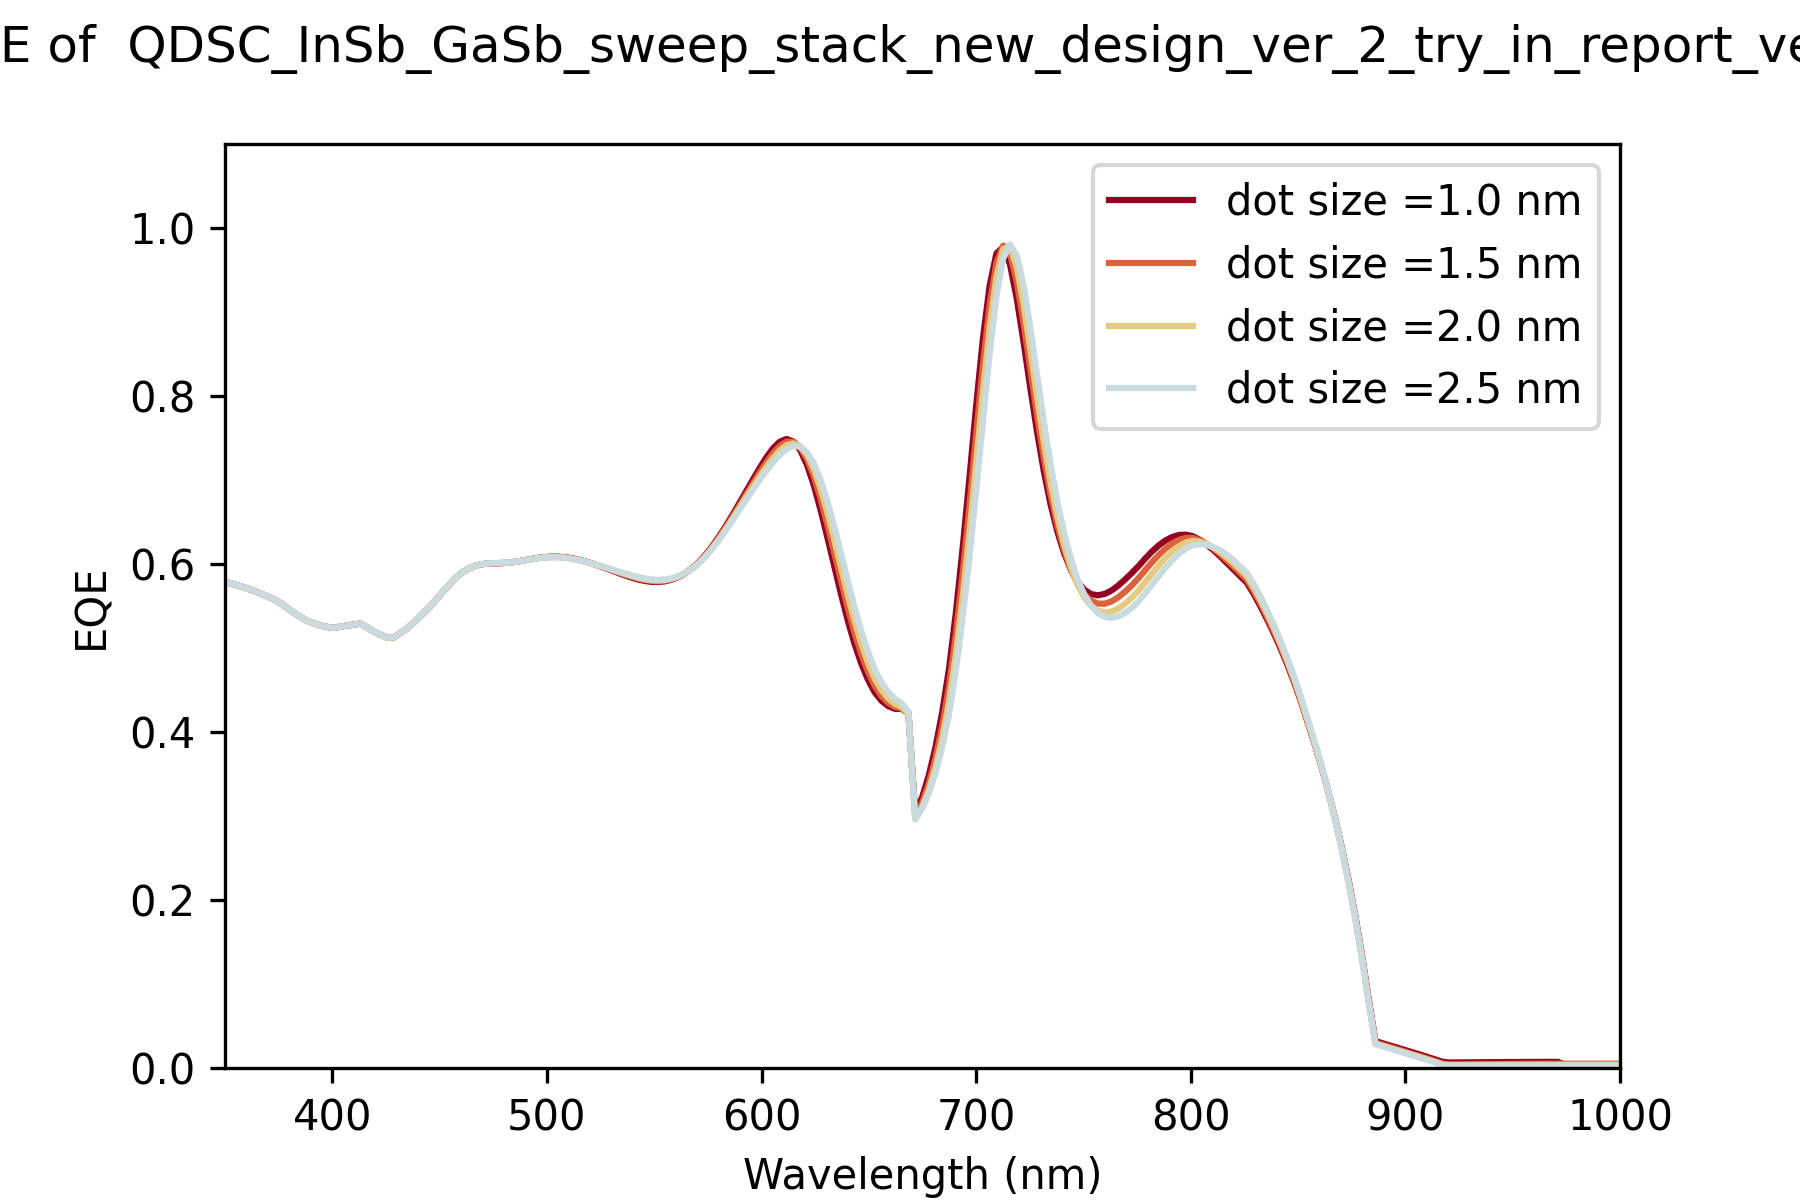 E of QDSC_InSb_GaSb_sweep_stack_new_design_ver_2_try_in_report_ve
dot size =1.0 nm
dot size =1.5 nm
dot size =2.0 nm
dot size =2.5 nm
1.0
0.8
0.6
0.4
0.2
0.0
EQE
400 500 600 700 800 900 1000
Wavelength (nm)